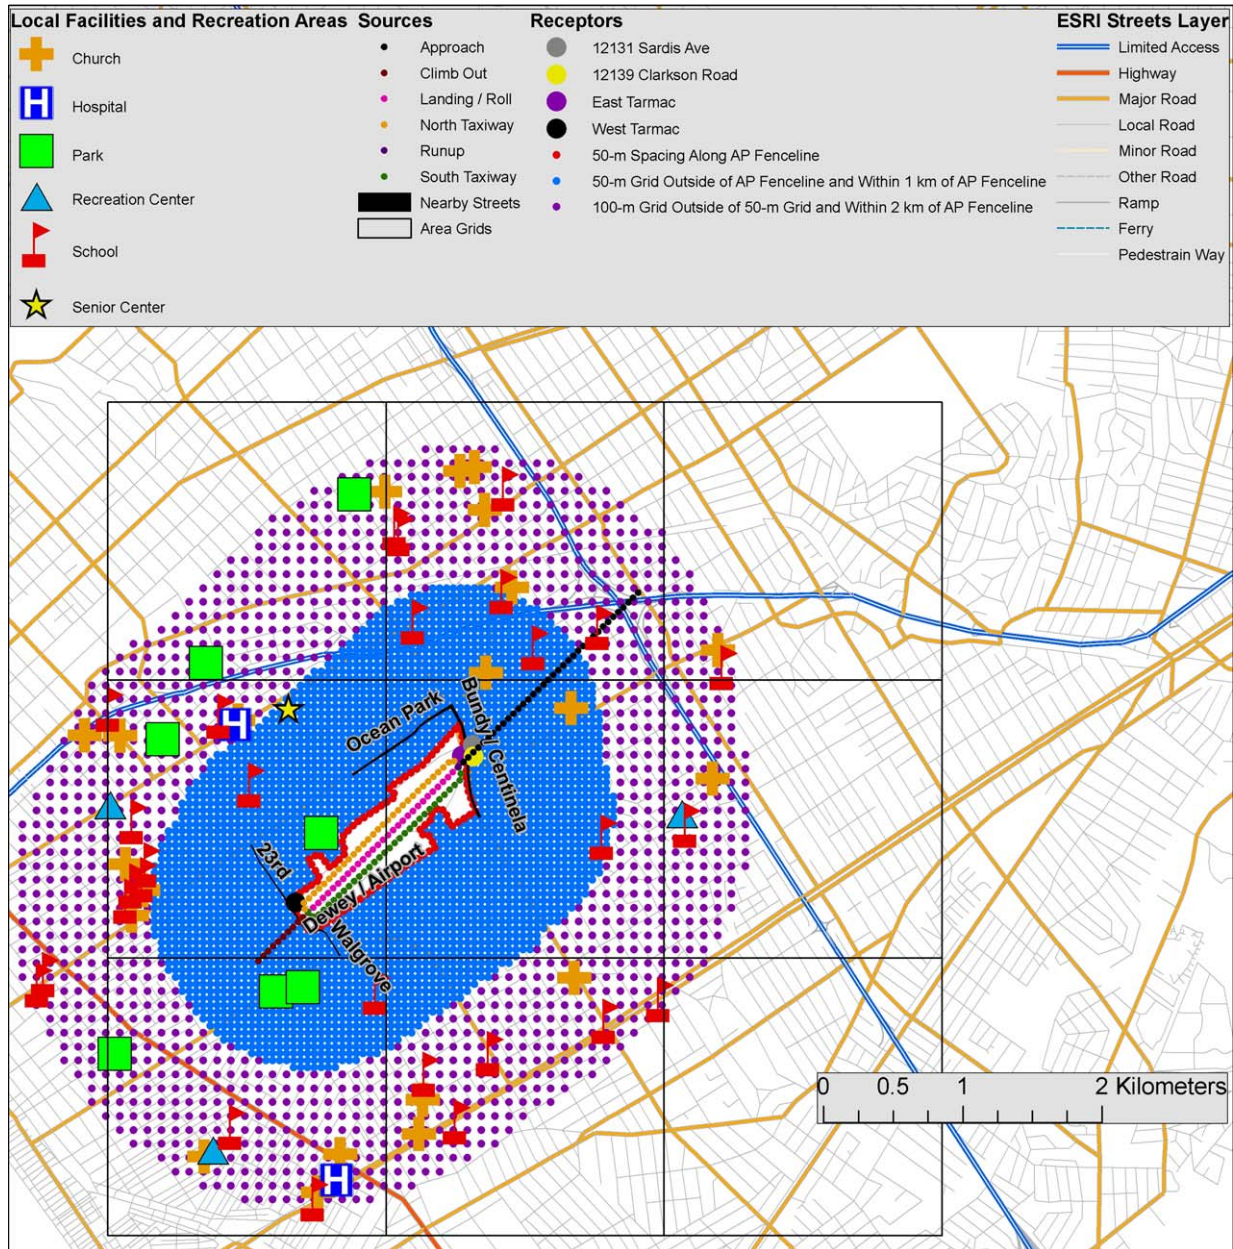 Local Facilities and Recreation Areas
Church
Hospital
Park
Recreation Center
School
Senior Center
Sources
Approach
Climb Out
Landing / Roll
North Taxiway
Runup
South Taxiway
Nearby Streets
Area Grids
Receptors
12131 Sardis Ave
12139 Clarkson Road
East Tarmac
West Tarmac
50-m Spacing Along AP Fenceline
50-m Grid Outside of AP Fenceline and Within 1 km of AP Fenceline
100-m Grid Outside of 50-m Grid and Within 2 km of AP Fenceline
ESRI Streets Layer
Limited Access
Highway
Major Road
Local Road
Minor Road
Other Road
Ramp
Ferry
Pedestrain Way
H
Ocean Park
Bundy / Centinela
23rd
Dewey / Airport
Walgrove
H
H
0 0.5 1 2 Kilometers